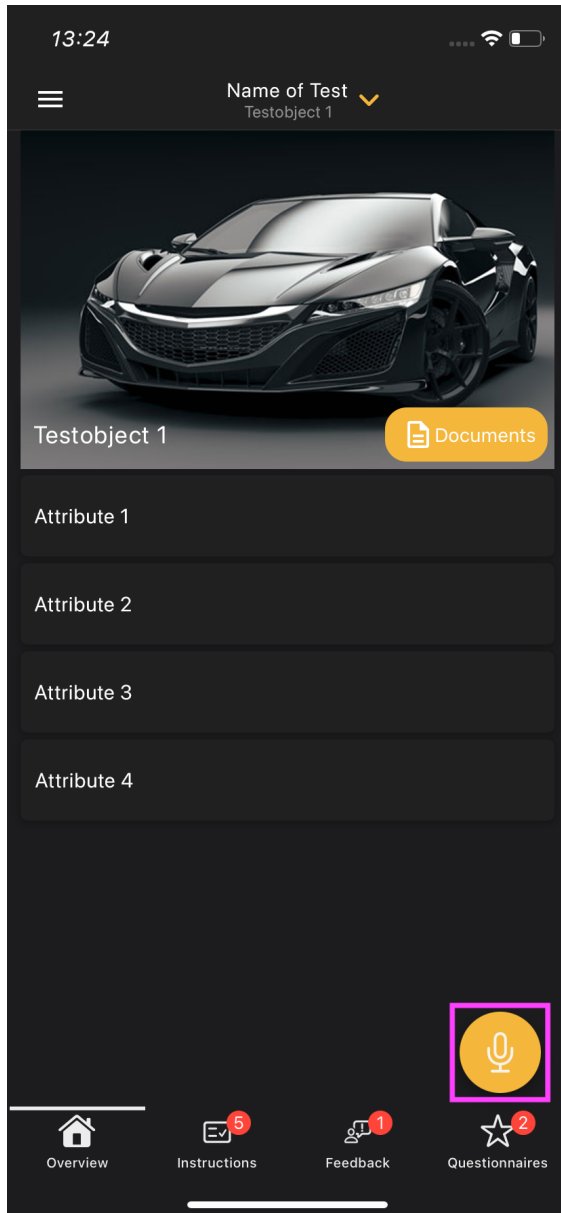 13:24
Name of Test
Testobject 1
Testobject 1
Documents
Attribute 1
Attribute 2
Attribute 3
Attribute 4
5
1
2
Overview
Instructions
Feedback
Questionnaires